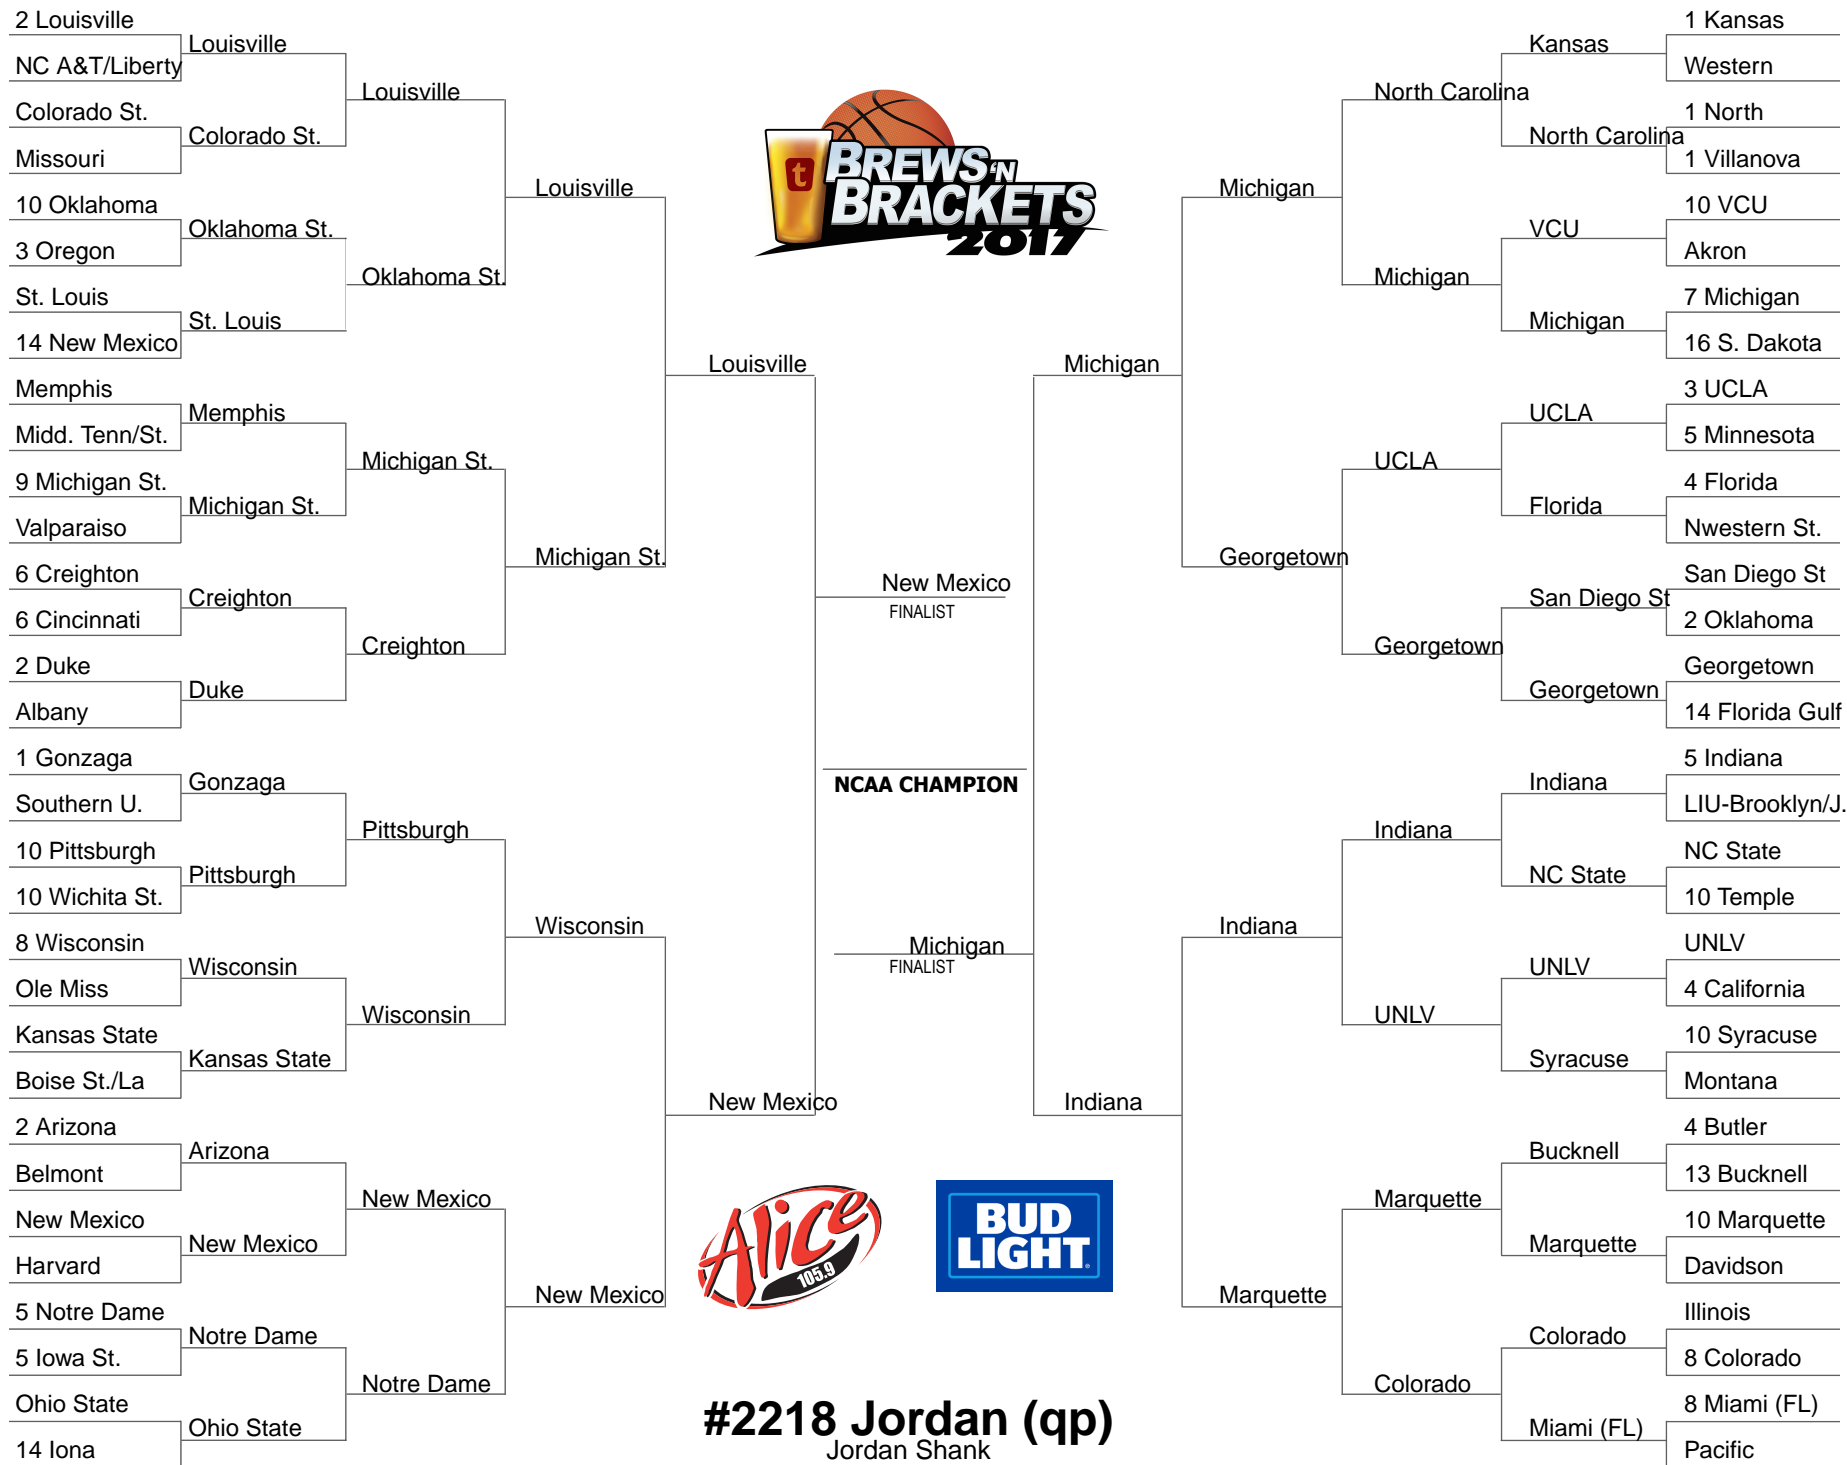 2 Louisville
NC A&T/Liberty
Colorado St.
Missouri
10 Oklahoma
3 Oregon
St. Louis
14 New Mexico
Memphis
Midd. Tenn/St.
9 Michigan St.
Valparaiso
6 Creighton
6 Cincinnati
2 Duke
Albany
1 Gonzaga
Southern U.
10 Pittsburgh
10 Wichita St.
8 Wisconsin
Ole Miss
Kansas State
Boise St./La
2 Arizona
Belmont
New Mexico
Harvard
5 Notre Dame
5 Iowa St.
Ohio State
14 Iona
Louisville
Colorado St.
Oklahoma St.
St. Louis
Memphis
Michigan St.
Creighton
Duke
Gonzaga
Pittsburgh
Wisconsin
Kansas State
Arizona
New Mexico
Notre Dame
Ohio State
Louisville
Oklahoma St.
Michigan St.
Creighton
Pittsburgh
Wisconsin
New Mexico
Notre Dame
Louisville
Michigan St.
Wisconsin
New Mexico
Louisville
New Mexico
t
BREWS 'N
BRACKETS
2017
New Mexico
FINALIST
NCAA CHAMPION
Michigan
FINALIST
Alice
105.9
BUD
LIGHT
#2218 Jordan (qp)
Jordan Shank
Michigan
Indiana
Michigan
Georgetown
Indiana
Marquette
North Carolina
Michigan
UCLA
Georgetown
Indiana
UNLV
Marquette
Colorado
Kansas
North Carolina
VCU
Michigan
UCLA
Florida
San Diego St
Georgetown
Indiana
NC State
UNLV
Syracuse
Bucknell
Marquette
Colorado
Miami (FL)
1 Kansas
Western
1 North
1 Villanova
10 VCU
Akron
7 Michigan
16 S. Dakota
3 UCLA
5 Minnesota
4 Florida
Nwestern St.
San Diego St
2 Oklahoma
Georgetown
14 Florida Gulf
5 Indiana
LIU-Brooklyn/J.
NC State
10 Temple
UNLV
4 California
10 Syracuse
Montana
4 Butler
13 Bucknell
10 Marquette
Davidson
Illinois
8 Colorado
8 Miami (FL)
Pacific